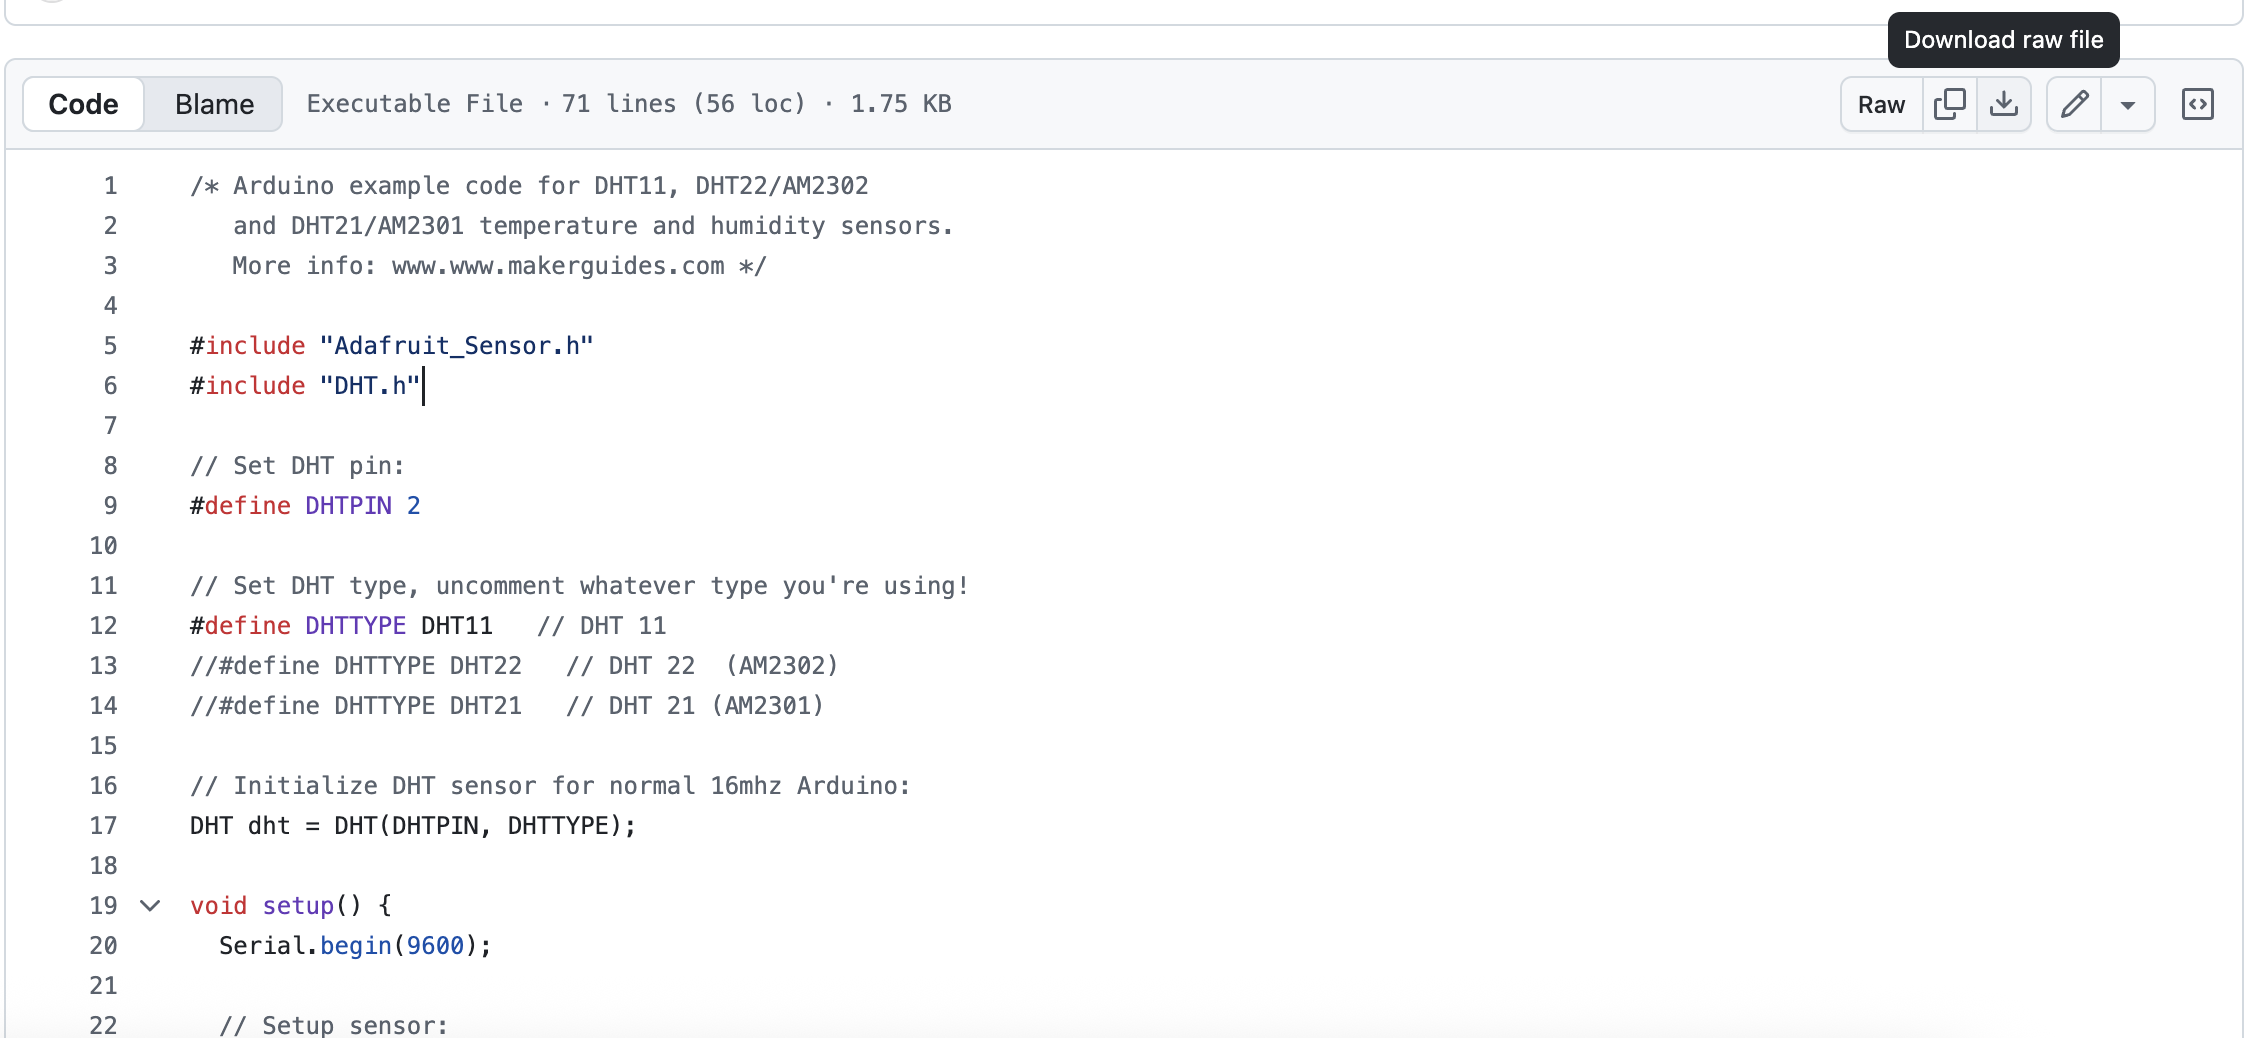 Download raw file
Code Blame Executable File · 71 lines (56 loc) · 1.75 KB Raw
1 /* Arduino example code for DHT11, DHT22/AM2302
2    and DHT21/AM2301 temperature and humidity sensors.
3    More info: www.www.makerguides.com */
4
5 #include "Adafruit_Sensor.h"
6 #include "DHT.h"
7
8 // Set DHT pin:
9 #define DHTPIN 2
10
11 // Set DHT type, uncomment whatever type you're using!
12 #define DHTTYPE DHT11   // DHT 11
13 //#define DHTTYPE DHT22   // DHT 22  (AM2302)
14 //#define DHTTYPE DHT21   // DHT 21 (AM2301)
15
16 // Initialize DHT sensor for normal 16mhz Arduino:
17 DHT dht = DHT(DHTPIN, DHTTYPE);
18
19 void setup() {
20   Serial.begin(9600);
21
22   // Setup sensor: